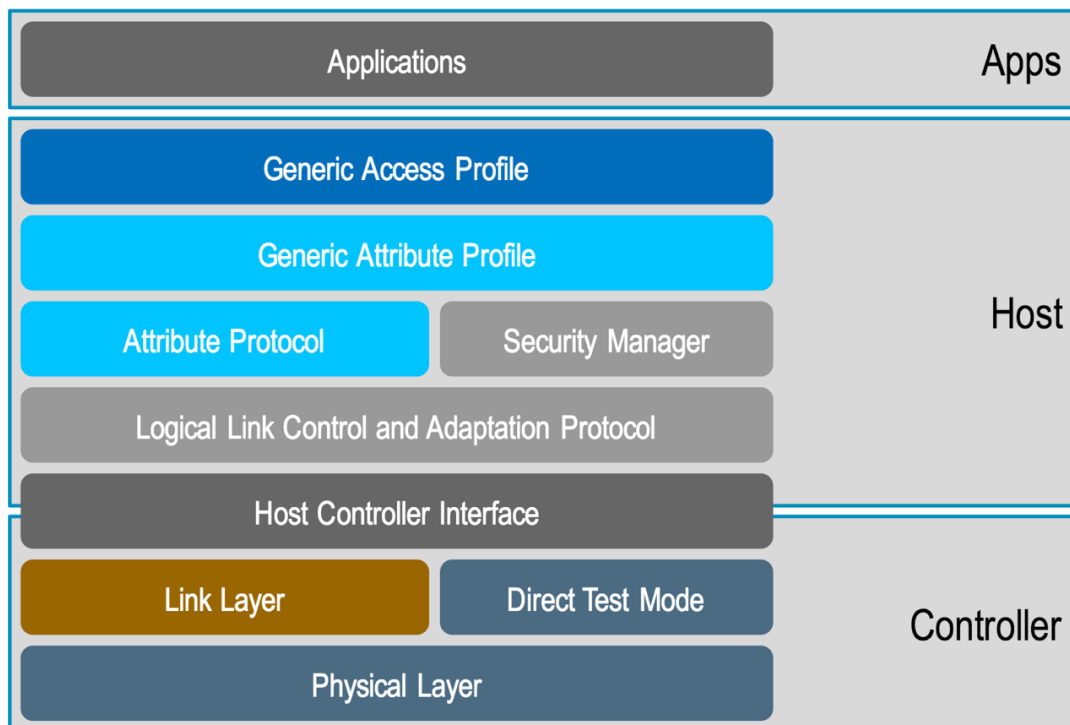 Applications
Apps
Generic Access Profile
Generic Attribute Profile
Host
Attribute Protocol
Security Manager
Logical Link Control and Adaptation Protocol
Host Controller Interface
Link Layer
Direct Test Mode
Controller
Physical Layer